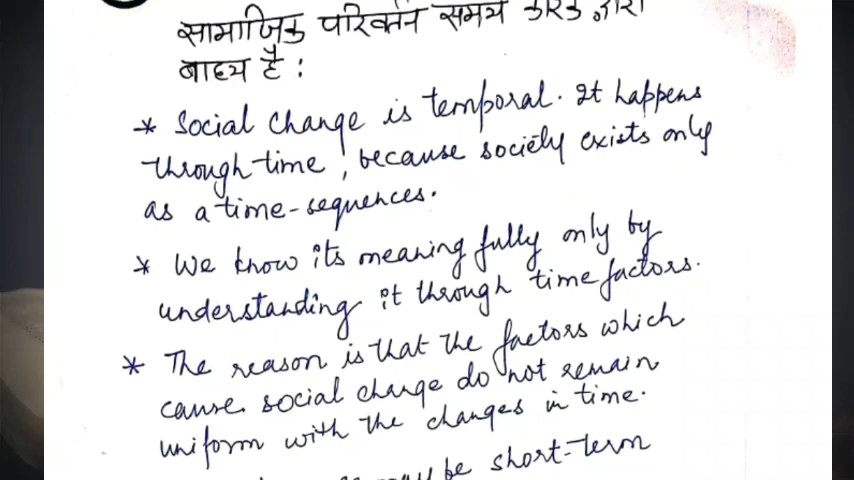 सामाजिक परिवर्तन समय कारक द्वारा
बाध्य है :
* Social change is temporal. It happens
through time, because society exists only
as a time-sequences.
* We know its meaning fully only by
understanding it through time factors.
* The reason is that the factors which
cause social change do not remain
uniform with the changes in time.
may be short-term